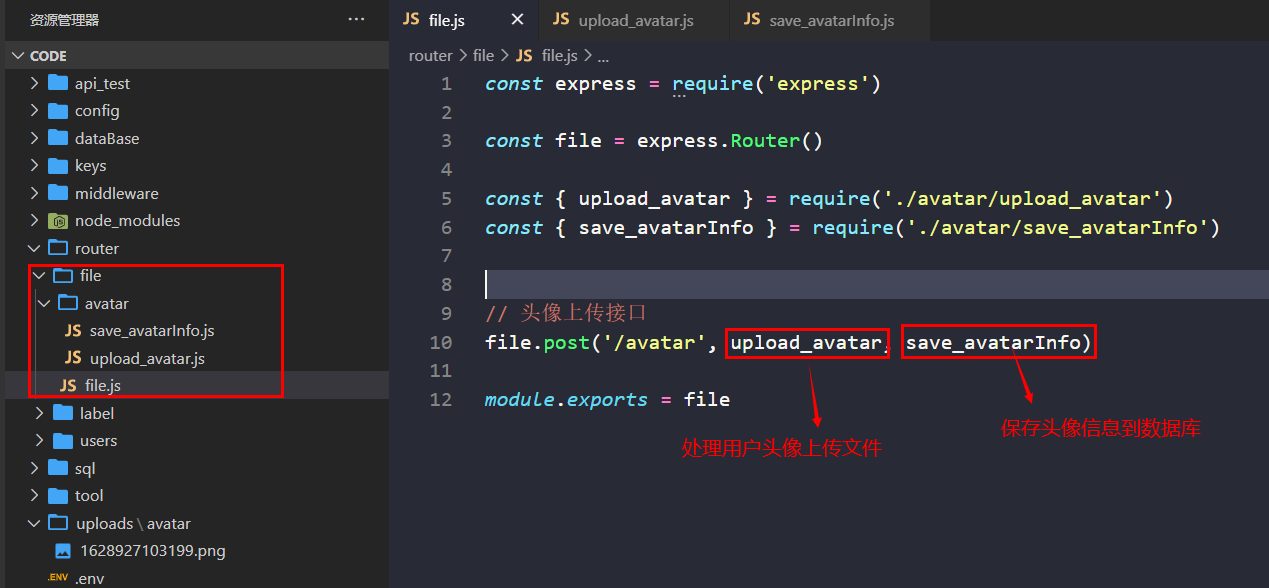 资源管理器
···
CODE
api_test
config
dataBase
keys
middleware
node_modules
router
file
avatar
JS save_avatarInfo.js
JS upload_avatar.js
JS file.js
label
users
sql
tool
uploads \ avatar
1628927103199.png
.ENV .env
JS file.js
JS upload_avatar.js
JS save_avatarInfo.js
router > file > JS file.js > ...
1 const express = require('express')
2
3 const file = express.Router()
4
5 const { upload_avatar } = require('./avatar/upload_avatar')
6 const { save_avatarInfo } = require('./avatar/save_avatarInfo')
7
8
9 // 头像上传接口
10 file.post('/avatar', upload_avatar, save_avatarInfo)
11
12 module.exports = file
保存头像信息到数据库
处理用户头像上传文件